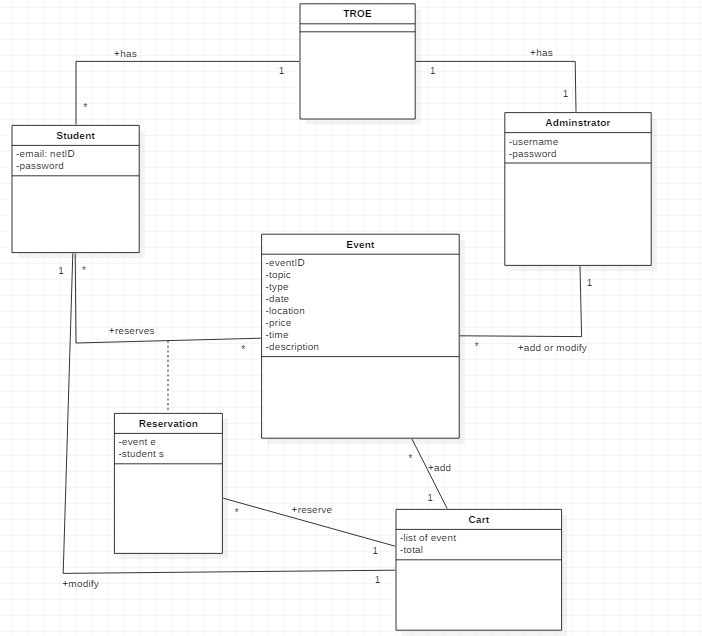 TROE
+has
1
*
1
+has
1
Student
-email: netID
-password
Adminstrator
-username
-password
Event
-eventID
-topic
-type
-date
-location
-price
-time
-description
1
*
+reserves
*
1
*
+add or modify
Reservation
-event e
-student s
*
+add
1
*
+reserve
1
Cart
-list of event
-total
+modify
1